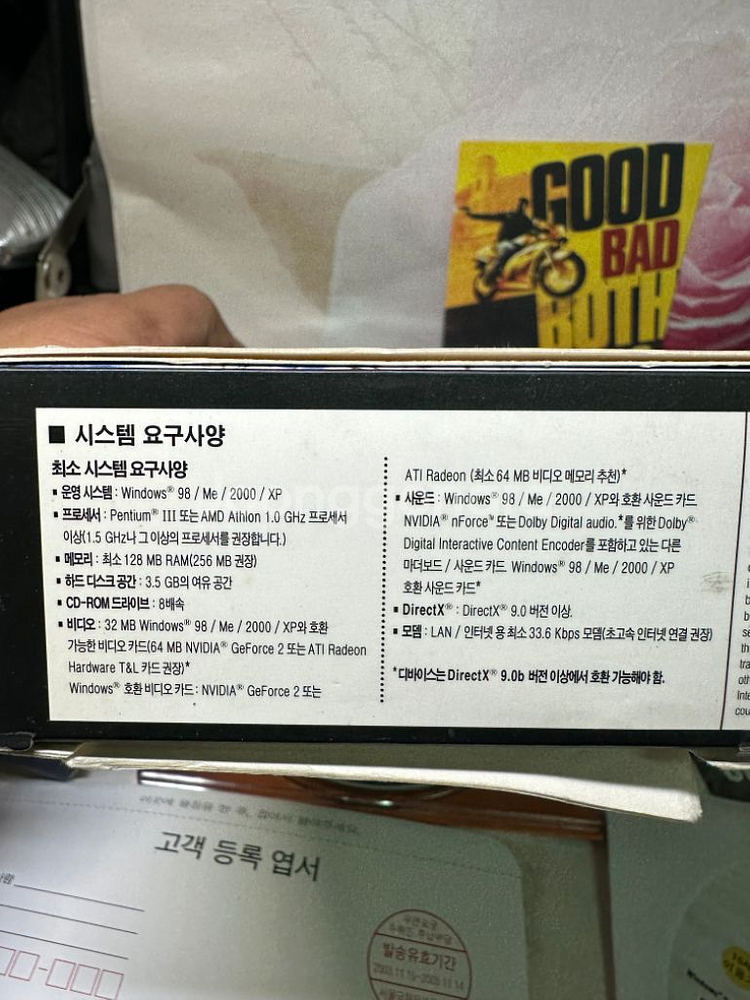 GOOD
BAD
BOTH
■ 시스템 요구사양
최소 시스템 요구사양
▪ 운영 시스템 : Windows® 98 / Me / 2000 / XP
▪ 프로세서 : Pentium® III 또는 AMD Athlon 1.0 GHz 프로세서
이상(1.5 GHz나 그 이상의 프로세서를 권장합니다.)
▪ 메모리 : 최소 128 MB RAM(256 MB 권장)
▪ 하드 디스크 공간 : 3.5 GB의 여유 공간
▪ CD-ROM 드라이브 : 8배속
▪ 비디오 : 32 MB Windows® 98 / Me / 2000 / XP와 호환
가능한 비디오 카드(64 MB NVIDIA® GeForce 2 또는 ATI Radeon
Hardware T&L 카드 권장)*
Windows® 호환 비디오 카드 : NVIDIA® GeForce 2 또는
ATI Radeon (최소 64 MB 비디오 메모리 추천)*
▪ 사운드 : Windows® 98 / Me / 2000 / XP와 호환 사운드 카드
NVIDIA® nForce™ 또는 Dolby Digital audio.*를 위한 Dolby®
Digital Interactive Content Encoder를 포함하고 있는 다른
마더보드 / 사운드 카드 Windows® 98 / Me / 2000 / XP
호환 사운드 카드*
▪ DirectX® : DirectX® 9.0 버전 이상.
▪ 모뎀 : LAN / 인터넷 용 최소 33.6 Kbps 모뎀(초고속 인터넷 연결 권장)
*디바이스는 DirectX® 9.0b 버전 이상에서 호환 가능해야 함.
고객 등록 엽서
발송유효기간
2003.11.15~2005.11.14